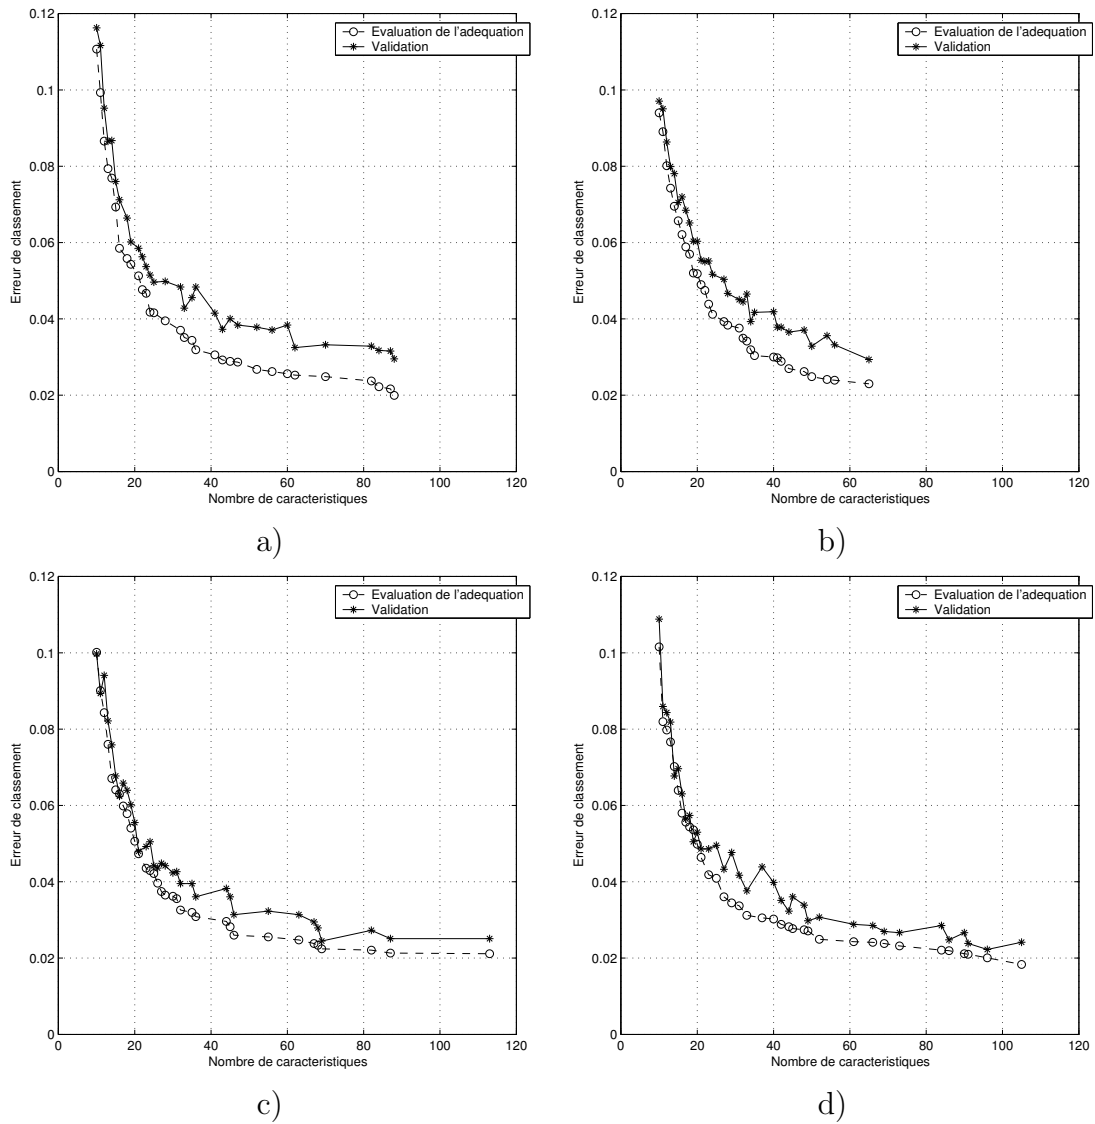 0.12
0.1
0.08
0.06
0.04
0.02
0
0 20 40 60 80 100 120
Erreur de classement
Nombre de caracteristiques
Evaluation de l'adequation
Validation
a)
0.12
0.1
0.08
0.06
0.04
0.02
0
0 20 40 60 80 100 120
Erreur de classement
Nombre de caracteristiques
Evaluation de l'adequation
Validation
b)
0.12
0.1
0.08
0.06
0.04
0.02
0
0 20 40 60 80 100 120
Erreur de classement
Nombre de caracteristiques
Evaluation de l'adequation
Validation
c)
0.12
0.1
0.08
0.06
0.04
0.02
0
0 20 40 60 80 100 120
Erreur de classement
Nombre de caracteristiques
Evaluation de l'adequation
Validation
d)